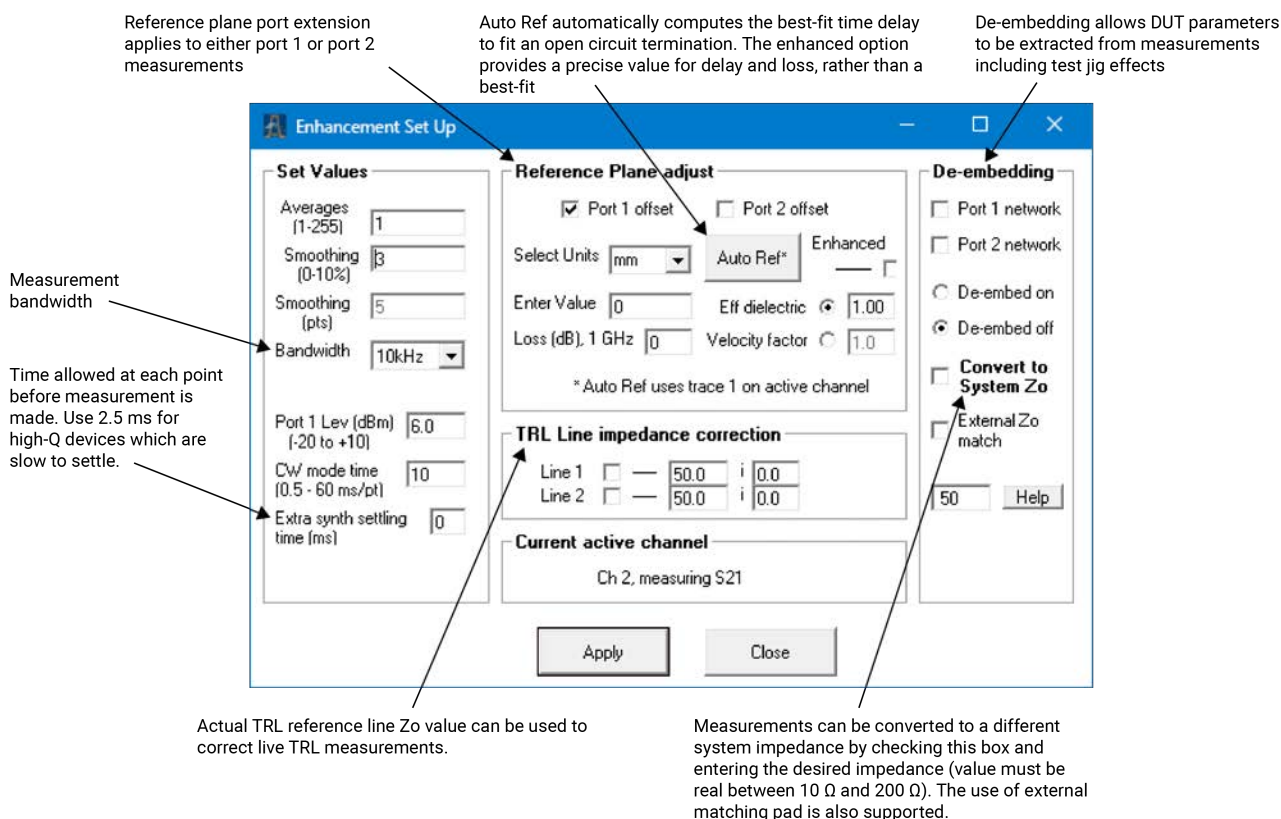 Reference plane port extension
applies to either port 1 or port 2
measurements
Auto Ref automatically computes the best-fit time delay
to fit an open circuit termination. The enhanced option
provides a precise value for delay and loss, rather than a
best-fit
De-embedding allows DUT parameters
to be extracted from measurements
including test jig effects
Enhancement Set Up
Measurement
bandwidth
Time allowed at each point
before measurement is
made. Use 2.5 ms for
high-Q devices which are
slow to settle.
Set Values
Averages
(1-255)
1
Smoothing
(0-10%)
3
Smoothing
(pts)
5
Bandwidth
10kHz
Port 1 Lev (dBm)
(-20 to +10)
6.0
CW mode time
(0.5 - 60 ms/pt)
10
Extra synth settling
time (ms)
0
Reference Plane adjust
Port 1 offset
Port 2 offset
Select Units
mm
Auto Ref*
Enhanced
Enter Value
0
Eff dielectric
1.00
Loss (dB), 1 GHz
0
Velocity factor
1.0
* Auto Ref uses trace 1 on active channel
TRL Line impedance correction
Line 1
50.0
i
0.0
Line 2
50.0
i
0.0
Current active channel
Ch 2, measuring S21
De-embedding
Port 1 network
Port 2 network
De-embed on
De-embed off
Convert to
System Zo
External Zo
match
50
Help
Apply
Close
Actual TRL reference line Zo value can be used to
correct live TRL measurements.
Measurements can be converted to a different
system impedance by checking this box and
entering the desired impedance (value must be
real between 10 Ω and 200 Ω). The use of external
matching pad is also supported.